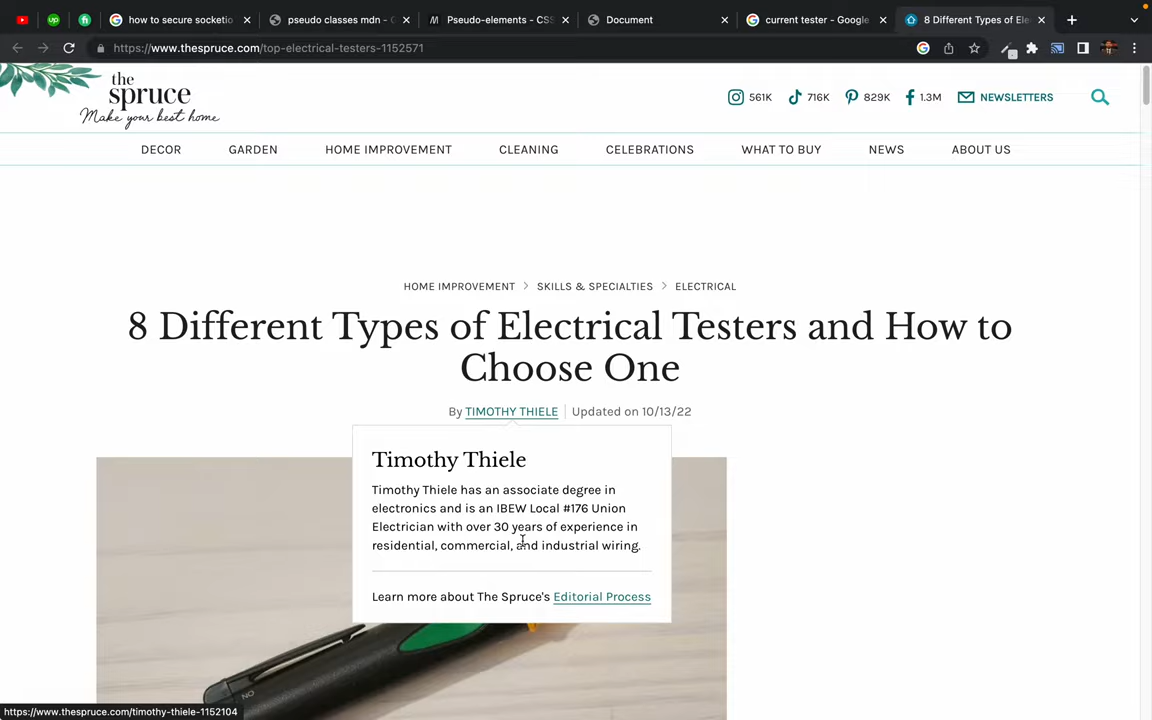 how to secure socketio
pseudo classes mdn - G
Pseudo-elements - CSS
Document
current tester - Google
8 Different Types of Ele
https://www.thespruce.com/top-electrical-testers-1152571
the
spruce
Make your best home
561K
716K
829K
1.3M
NEWSLETTERS
DECOR
GARDEN
HOME IMPROVEMENT
CLEANING
CELEBRATIONS
WHAT TO BUY
NEWS
ABOUT US
HOME IMPROVEMENT > SKILLS & SPECIALTIES > ELECTRICAL
8 Different Types of Electrical Testers and How to
Choose One
By TIMOTHY THIELE | Updated on 10/13/22
Timothy Thiele
Timothy Thiele has an associate degree in
electronics and is an IBEW Local #176 Union
Electrician with over 30 years of experience in
residential, commercial, and industrial wiring.
Learn more about The Spruce's Editorial Process
https://www.thespruce.com/timothy-thiele-1152104